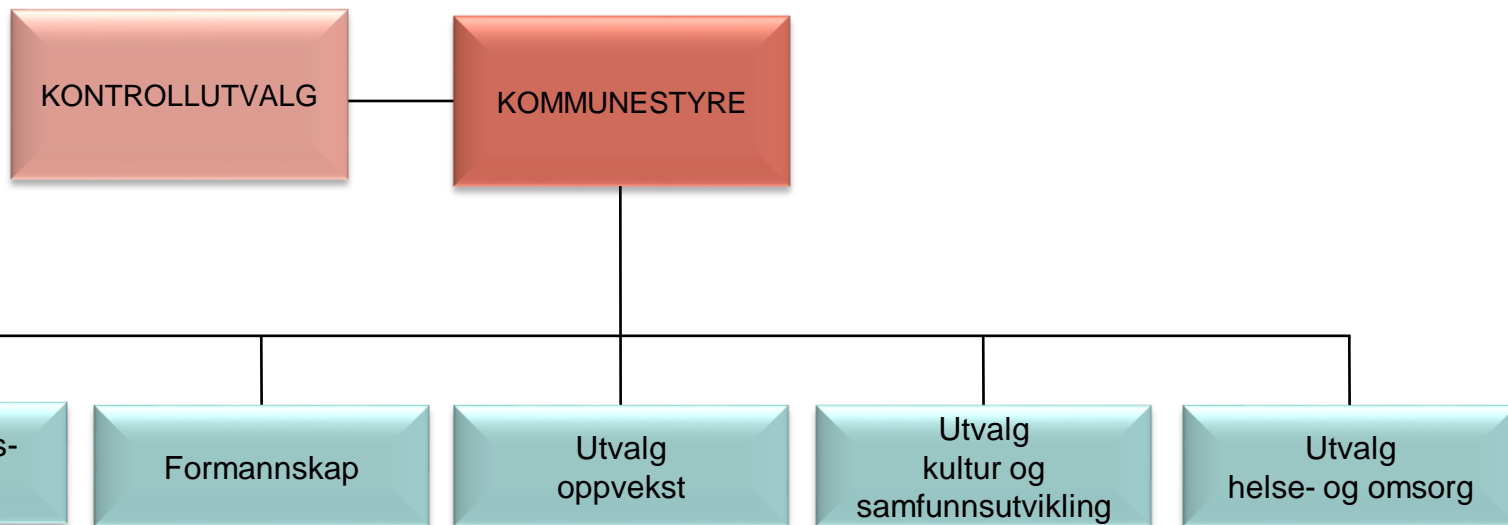 KONTROLLUTVALG
KOMMUNESTYRE
s-
Formannskap
Utvalg
oppvekst
Utvalg
kultur og
samfunnsutvikling
Utvalg
helse- og omsorg